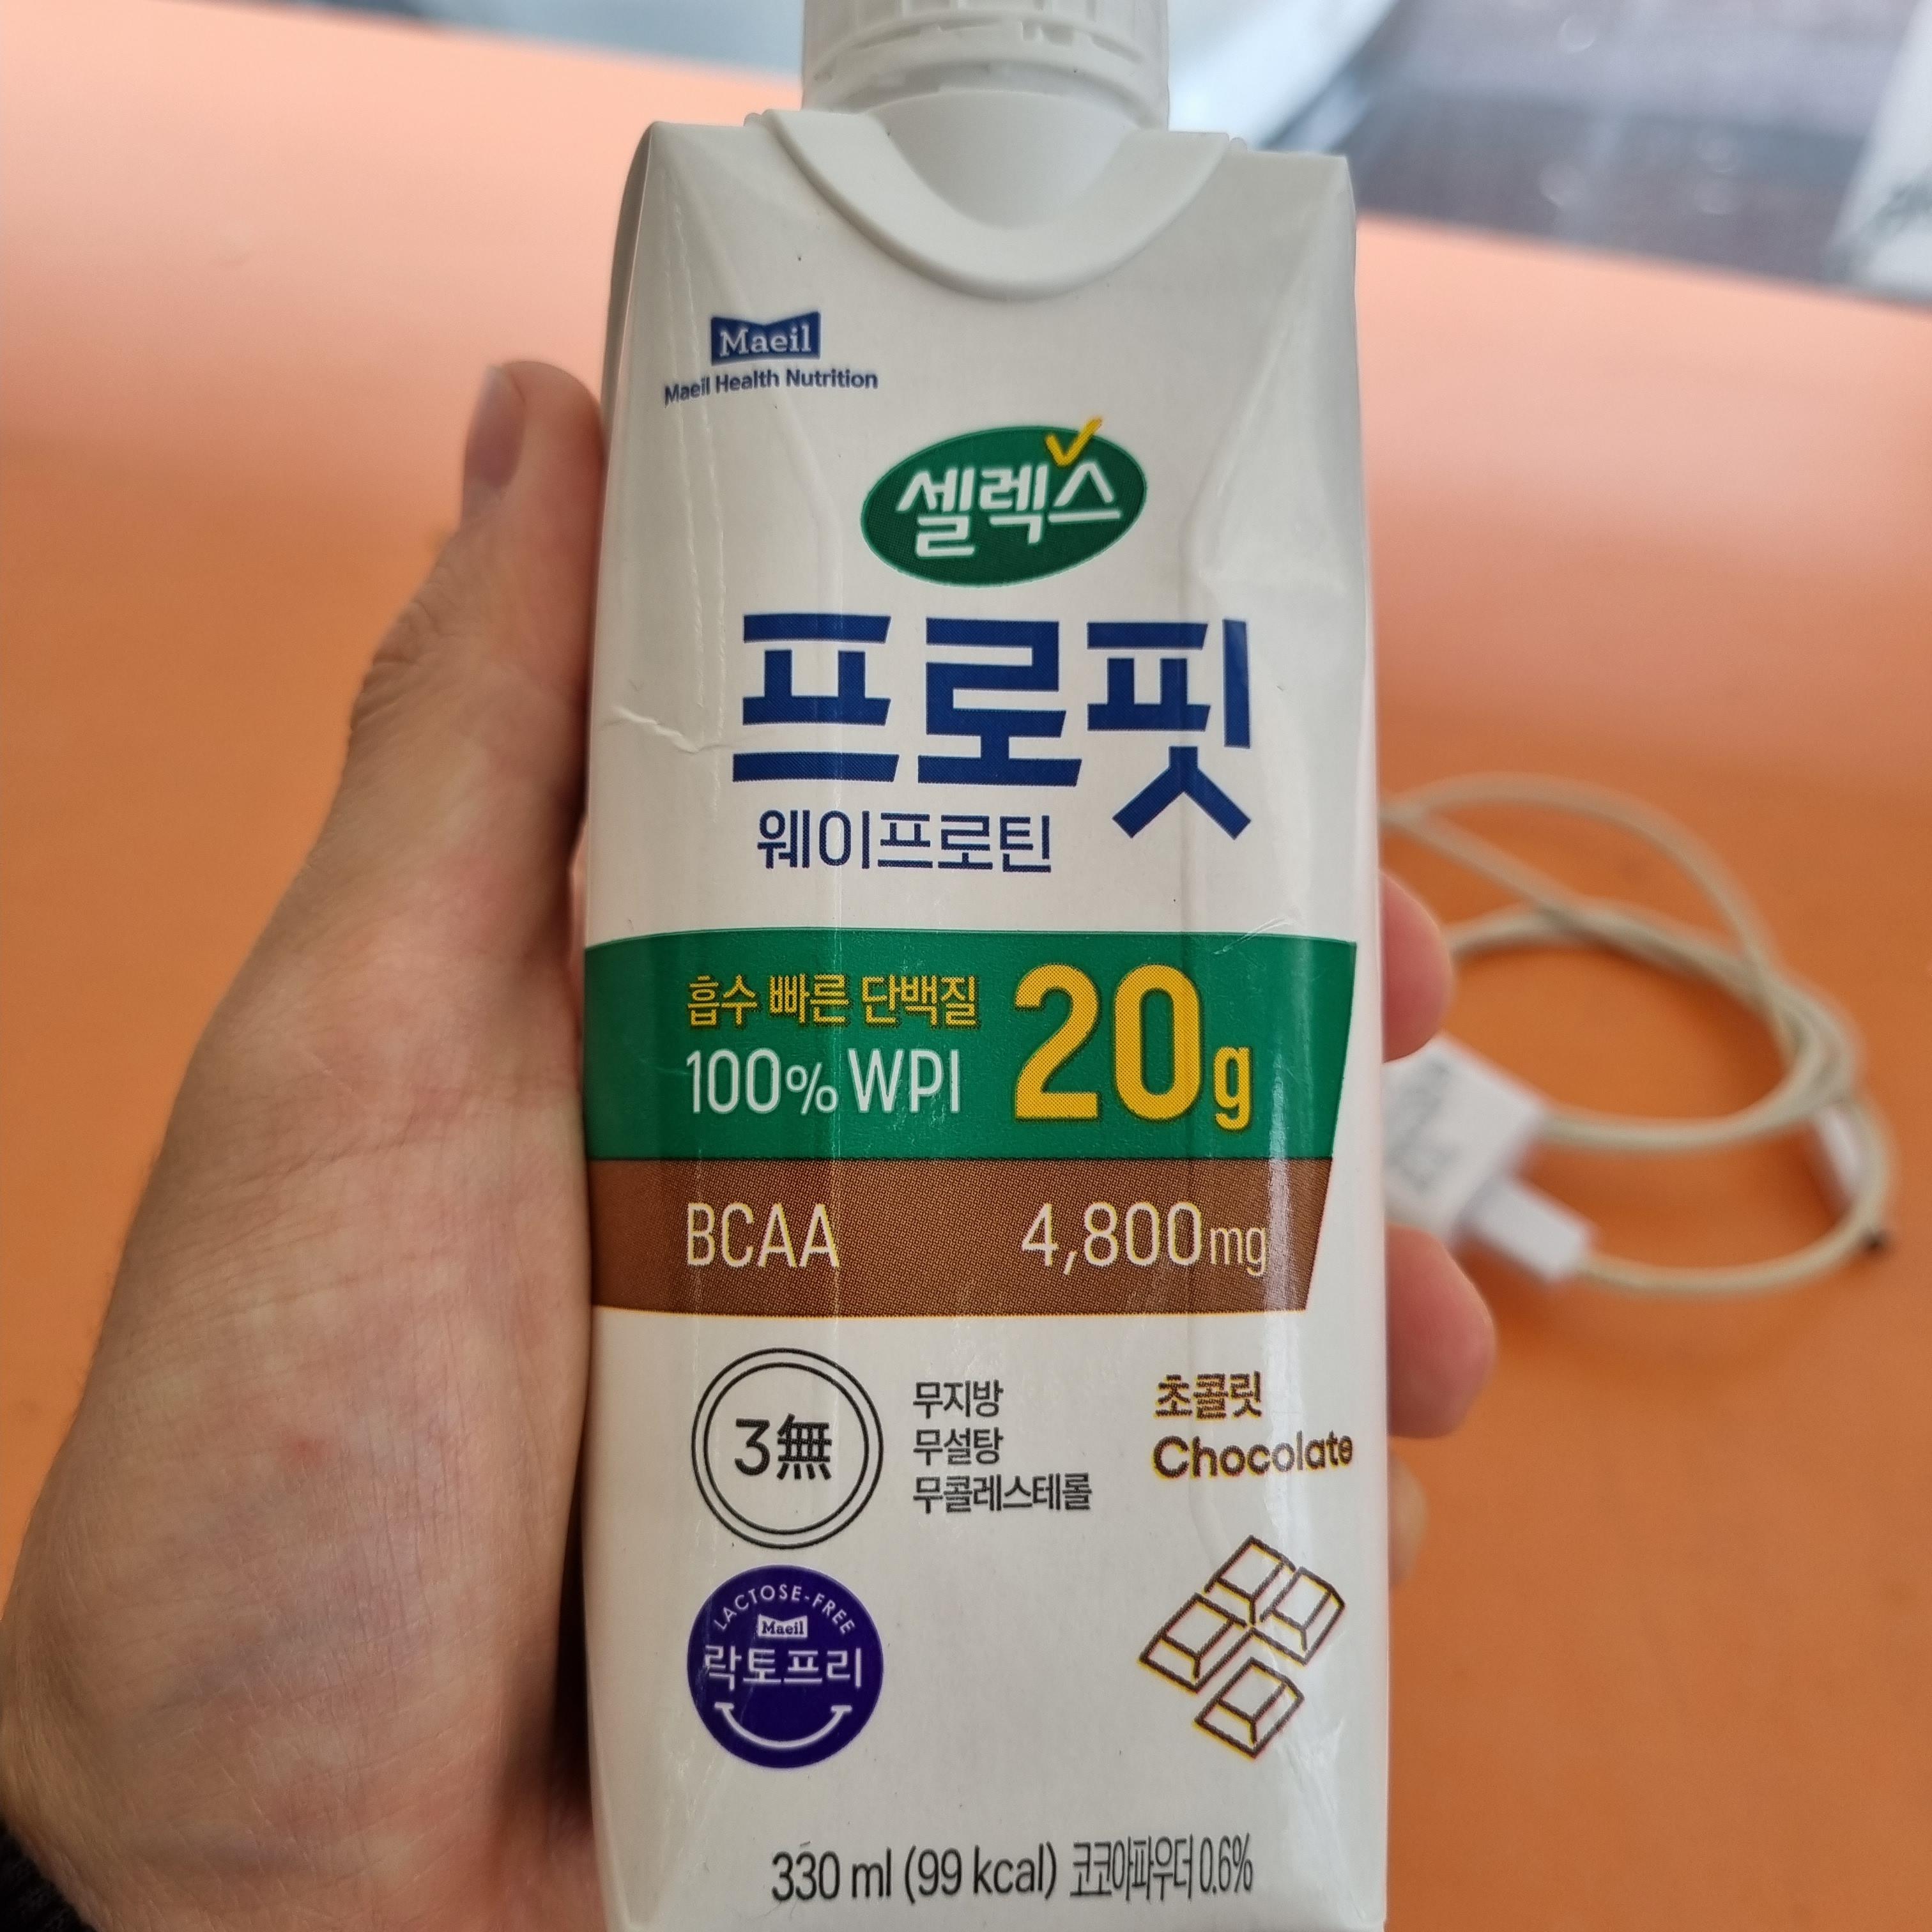 Maeil
Maeil Health Nutrition
셀렉스
프로핏
웨이프로틴
흡수 빠른 단백질
100% WPI
20g
BCAA 4,800mg
3無
무지방
무설탕
무콜레스테롤
초콜릿
Chocolate
LACTOSE-FREE
Maeil
락토프리
330 ml (99 kcal) 코코아파우더 0.6%